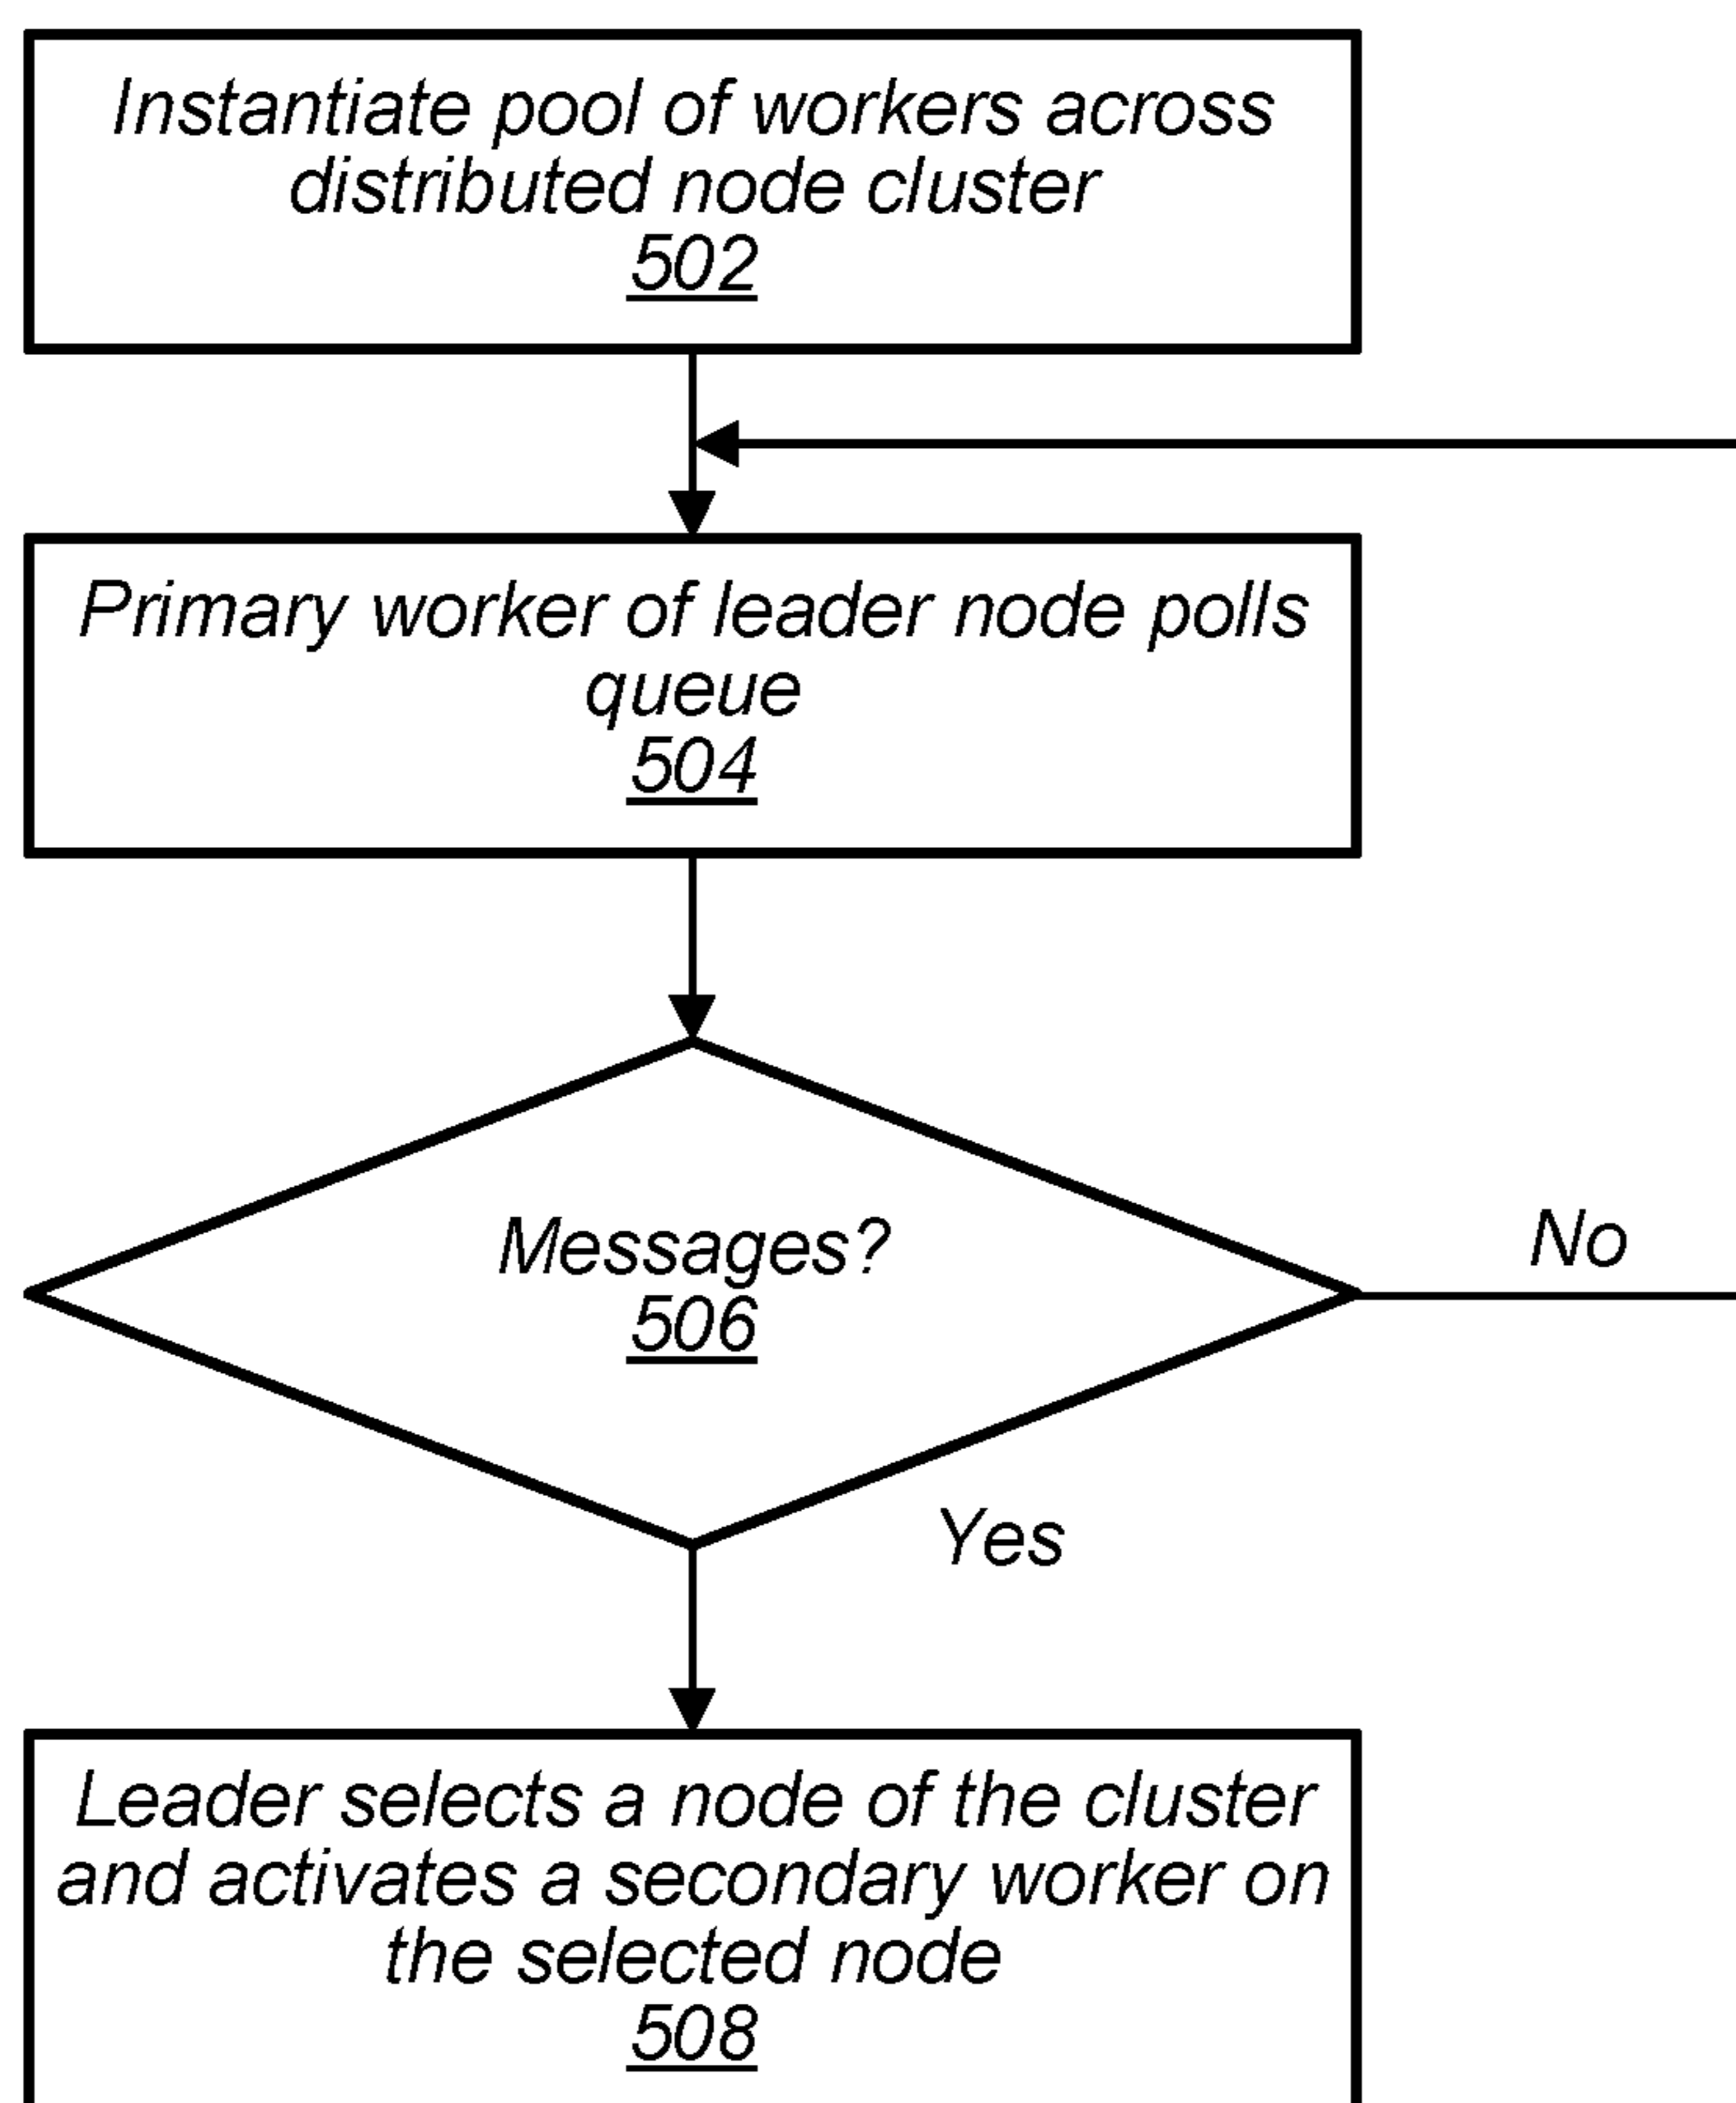 Instantiate pool of workers across
distributed node cluster
502
Primary worker of leader node polls
queue
504
Messages?
506
No
Yes
Leader selects a node of the cluster
and activates a secondary worker on
the selected node
508